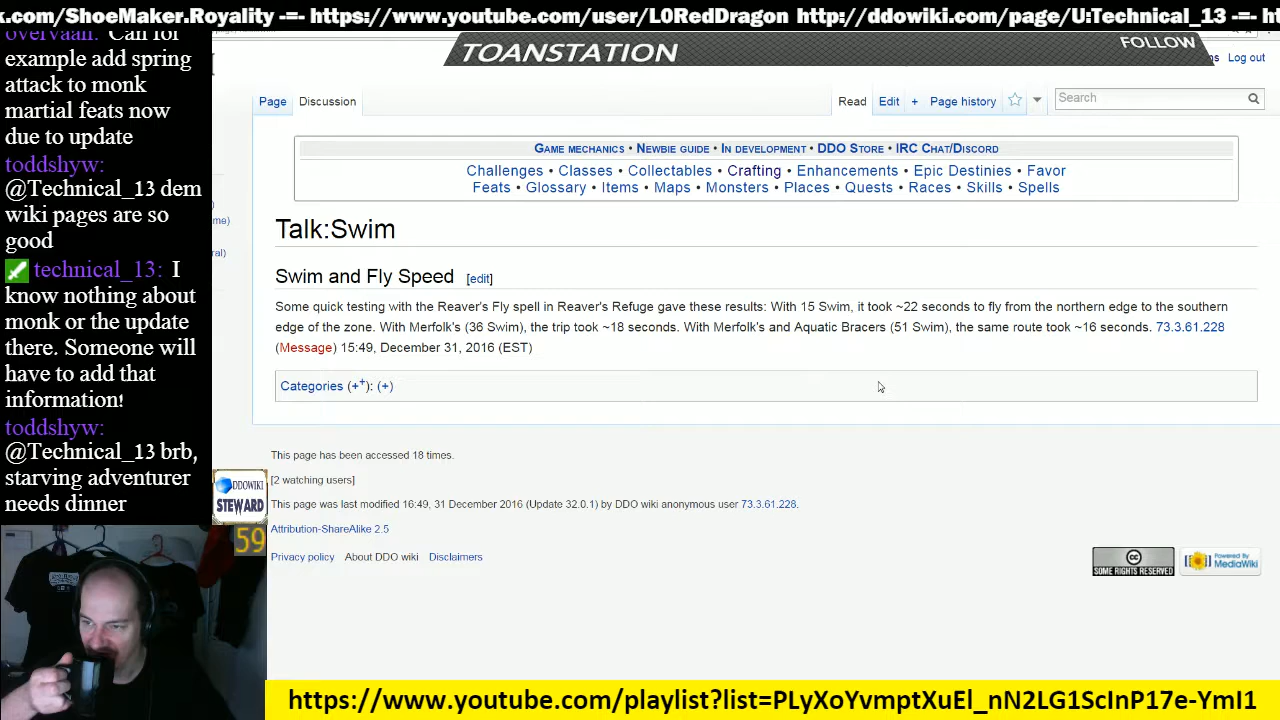 k.com/ShoeMaker.Royality -=- https://www.youtube.com/user/L0RedDragon http://ddowiki.com/page/U:Technical_13 -=- ht
overvaan: Can for
example add spring
attack to monk
martial feats now
due to update
toddshyw:
@Technical_13 dem
wiki pages are so
good
technical_13: I
know nothing about
monk or the update
there. Someone will
have to add that
information!
toddshyw:
@Technical_13 brb,
starving adventurer
needs dinner
TOANSTATION
FOLLOW
Log out
Page Discussion
Read Edit + Page history
Search
Game mechanics • Newbie guide • In development • DDO Store • IRC Chat/Discord
Challenges • Classes • Collectables • Crafting • Enhancements • Epic Destinies • Favor
Feats • Glossary • Items • Maps • Monsters • Places • Quests • Races • Skills • Spells
Talk:Swim
Swim and Fly Speed [edit]
Some quick testing with the Reaver's Fly spell in Reaver's Refuge gave these results: With 15 Swim, it took ~22 seconds to fly from the northern edge to the southern
edge of the zone. With Merfolk's (36 Swim), the trip took ~18 seconds. With Merfolk's and Aquatic Bracers (51 Swim), the same route took ~16 seconds. 73.3.61.228
(Message) 15:49, December 31, 2016 (EST)
Categories (++): (+)
This page has been accessed 18 times.
[2 watching users]
This page was last modified 16:49, 31 December 2016 (Update 32.0.1) by DDO wiki anonymous user 73.3.61.228.
Attribution-ShareAlike 2.5
Privacy policy About DDO wiki Disclaimers
DDOWIKI
STEWARD
59
SOME RIGHTS RESERVED
Powered By
MediaWiki
https://www.youtube.com/playlist?list=PLyXoYvmptXuEl_nN2LG1ScInP17e-YmI1